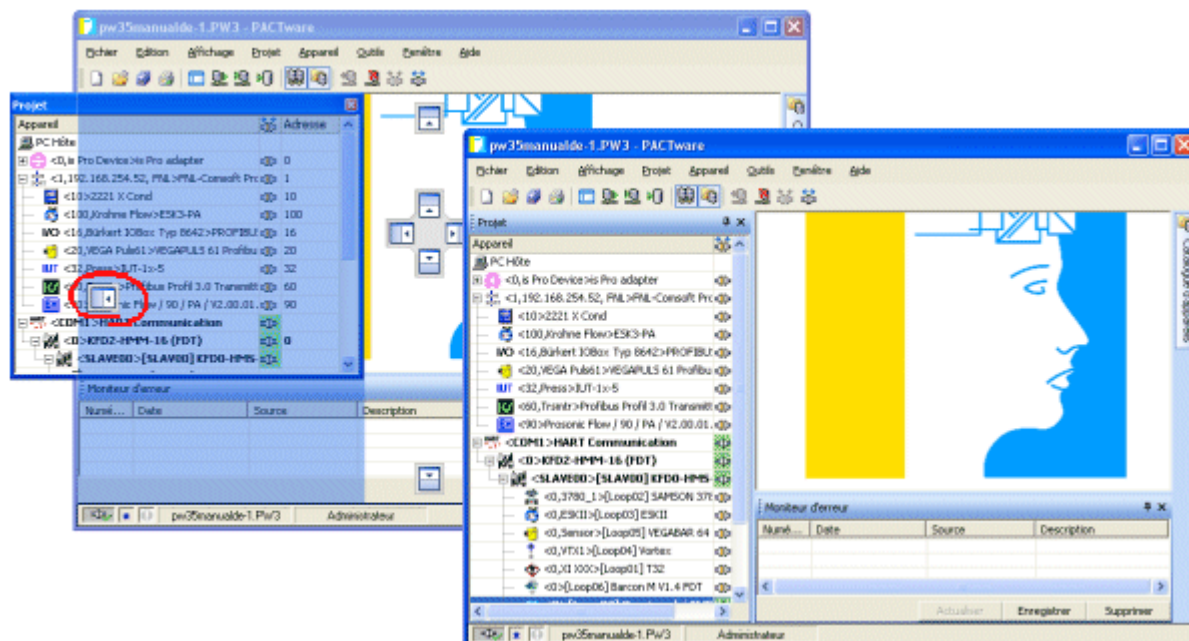 pw35manualde-1.PW3 - PACTware
Fichier Edition Affichage Projet Appareil Outils Fenêtre Aide
Projet
Appareil Adresse
PC Hôte
<0,is Pro Device>is Pro adapter 0
<1,192.168.254.52, FNL>FNL-Consoft Pro 1
<10>2221 X Cond 10
<100,Krohne Flow>ESK3-PA 100
<16,Bürkert IOBox Typ 8642>PROFIBU 16
<20,VEGA Puls61>VEGAPULS 61 Profibu 20
<32,Press>IUT-1x-5 32
>Profibus Profil 3.0 Transmitt 60
Flow / 90 / PA / V2.00.01. 90
<COM1>HART Communication
<0>KFD2-HMM-16 (FDT) 0
<SLAVE00>[SLAV00] KFD0-HMS-
Moniteur d'erreur
Numé... Date Source Description
pw35manualde-1.PW3 Administrateur
pw35manualde-1.PW3 - PACTware
Fichier Edition Affichage Projet Appareil Outils Fenêtre Aide
Projet
Appareil
PC Hôte
<0,is Pro Device>is Pro adapter
<1,192.168.254.52, FNL>FNL-Consoft Pro
<10>2221 X Cond
<100,Krohne Flow>ESK3-PA
I/O <16,Bürkert IOBox Typ 8642>PROFIBU
<20,VEGA Puls61>VEGAPULS 61 Profibu
IUT <32,Press>IUT-1x-5
<60,Trsmtr>Profibus Profil 3.0 Transmitt
<90>Prosonic Flow / 90 / PA / V2.00.01.
<COM1>HART Communication
<0>KFD2-HMM-16 (FDT)
<SLAVE00>[SLAV00] KFD0-HMS-
<0,3780_1>[Loop02] SAMSON 378
<0,ESKII>[Loop03] ESKII
<0,Sensor>[Loop05] VEGABAR 64
<0,VTX1>[Loop04] Vortex
<0,XI XXX>[Loop01] T32
<0>[Loop06] Barcon M V1.4 FDT
Catalogue d'appareils
Moniteur d'erreur
Numé... Date Source Description
Actualiser Enregistrer Supprimer
pw35manualde-1.PW3 Administrateur